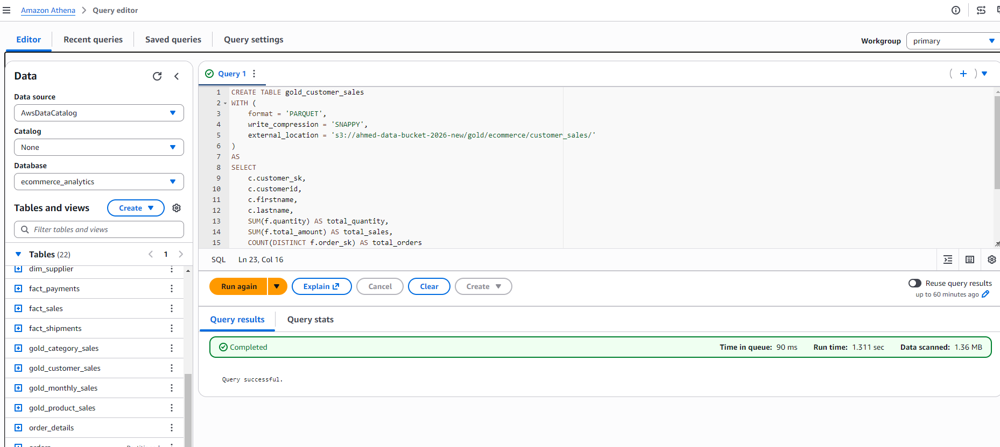 Amazon Athena
Query editor
Editor
Recent queries
Saved queries
Query settings
Workgroup
primary
Data
Data source
AwsDataCatalog
Catalog
None
Database
ecommerce_analytics
Tables and views
Create
Filter tables and views
Tables (22)
1
dim_supplier
fact_payments
fact_sales
fact_shipments
gold_category_sales
gold_customer_sales
gold_monthly_sales
gold_product_sales
order_details
Query 1
1 CREATE TABLE gold_customer_sales
2 WITH (
3     format = 'PARQUET',
4     write_compression = 'SNAPPY',
5     external_location = 's3://ahmed-data-bucket-2026-new/gold/ecommerce/customer_sales/'
6 )
7 AS
8 SELECT
9     c.customer_sk,
10     c.customerid,
11     c.firstname,
12     c.lastname,
13     SUM(f.quantity) AS total_quantity,
14     SUM(f.total_amount) AS total_sales,
15     COUNT(DISTINCT f.order_sk) AS total_orders
SQL Ln 23, Col 16
Run again
Explain
Cancel
Clear
Create
Reuse query results
up to 60 minutes ago
Query results
Query stats
Completed
Time in queue: 90 ms Run time: 1.311 sec Data scanned: 1.36 MB
Query successful.